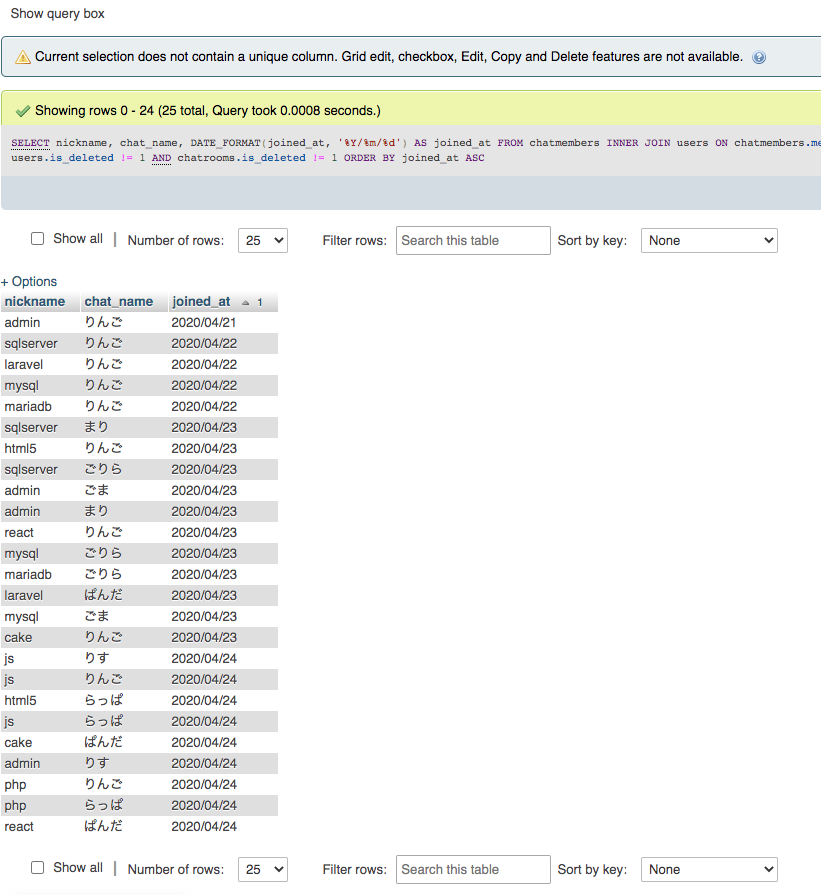 Show query box
Current selection does not contain a unique column. Grid edit, checkbox, Edit, Copy and Delete features are not available.
Showing rows 0 - 24 (25 total, Query took 0.0008 seconds.)
SELECT nickname, chat_name, DATE_FORMAT(joined_at, '%Y/%m/%d') AS joined_at FROM chatmembers INNER JOIN users ON chatmembers.me
users.is_deleted != 1 AND chatrooms.is_deleted != 1 ORDER BY joined_at ASC
Show all | Number of rows: 25 Filter rows: Search this table Sort by key: None
+ Options
nickname chat_name joined_at 1
admin りんご 2020/04/21
sqlserver りんご 2020/04/22
laravel りんご 2020/04/22
mysql りんご 2020/04/22
mariadb りんご 2020/04/22
sqlserver まり 2020/04/23
html5 りんご 2020/04/23
sqlserver ごりら 2020/04/23
admin ごま 2020/04/23
admin まり 2020/04/23
react りんご 2020/04/23
mysql ごりら 2020/04/23
mariadb ごりら 2020/04/23
laravel ぱんだ 2020/04/23
mysql ごま 2020/04/23
cake りんご 2020/04/23
js りす 2020/04/24
js りんご 2020/04/24
html5 らっぱ 2020/04/24
js らっぱ 2020/04/24
cake ぱんだ 2020/04/24
admin りす 2020/04/24
php りんご 2020/04/24
php らっぱ 2020/04/24
react ぱんだ 2020/04/24
Show all | Number of rows: 25 Filter rows: Search this table Sort by key: None